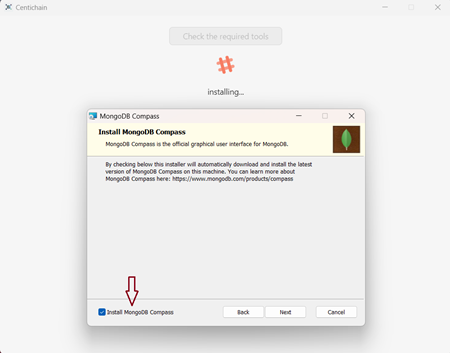 Centichain
Check the required tools
installing...
MongoDB Compass
Install MongoDB Compass
MongoDB Compass is the official graphical user interface for MongoDB.
By checking below this installer will automatically download and install the latest
version of MongoDB Compass on this machine. You can learn more about
MongoDB Compass here: https://www.mongodb.com/products/compass
Install MongoDB Compass Back Next Cancel